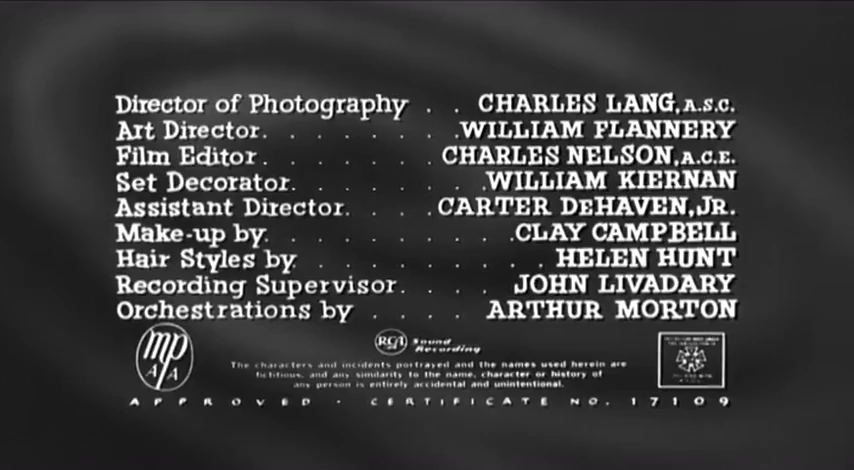 Director of Photography . . CHARLES LANG, A.S.C.
Art Director. . . . . . . .WILLIAM FLANNERY
Film Editor. . . . . . . CHARLES NELSON, A.C.E.
Set Decorator. . . . . . . .WILLIAM KIERNAN
Assistant Director. . . . .CARTER DEHAVEN, JR.
Make-up by. . . . . . . . . .CLAY CAMPBELL
Hair Styles by . . . . . . . . . . HELEN HUNT
Recording Supervisor. . . . . JOHN LIVADARY
Orchestrations by . . . . . ARTHUR MORTON
mp
A A
RCA Sound
Recording
The characters and incidents portrayed and the names used herein are
fictitious, and any similarity to the name, character or history of
any person is entirely accidental and unintentional.
APPROVED · CERTIFICATE NO. 17109